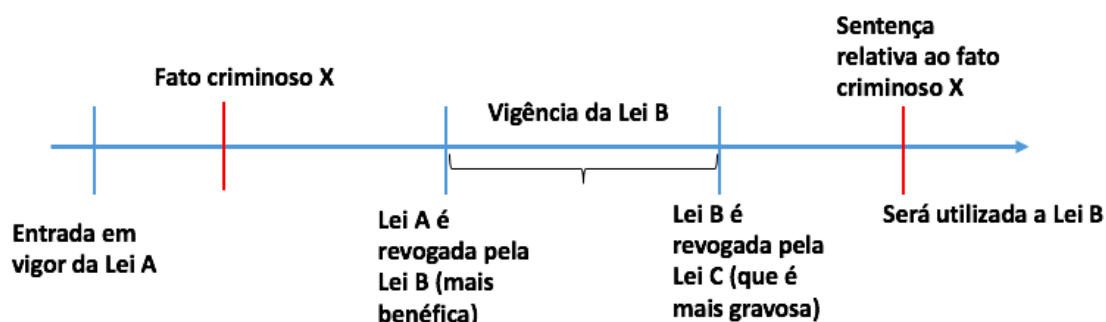 Sentença
relativa ao fato
criminoso X
Fato criminoso X
Vigência da Lei B
Entrada em
vigor da Lei A
Lei A é
revogada pela
Lei B (mais
benéfica)
Lei B é
revogada pela
Lei C (que é
mais gravosa)
Será utilizada a Lei B